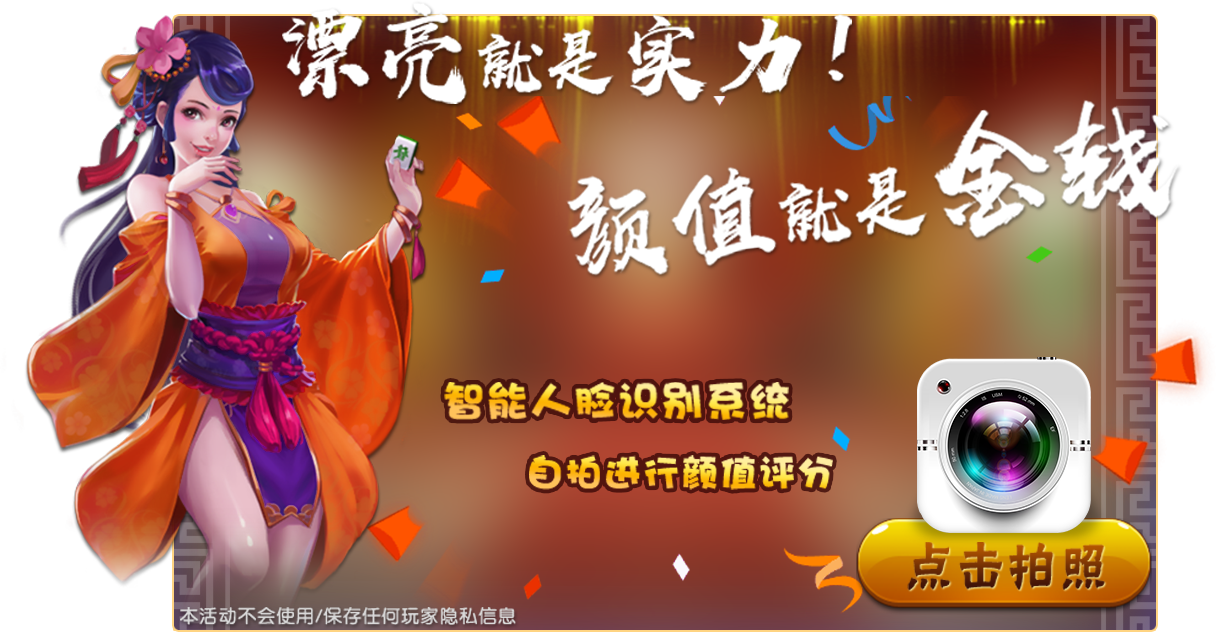 漂亮就是实力!
颜值就是金钱
智能人脸识别系统
自拍进行颜值评分
点击拍照
本活动不会使用/保存任何玩家隐私信息